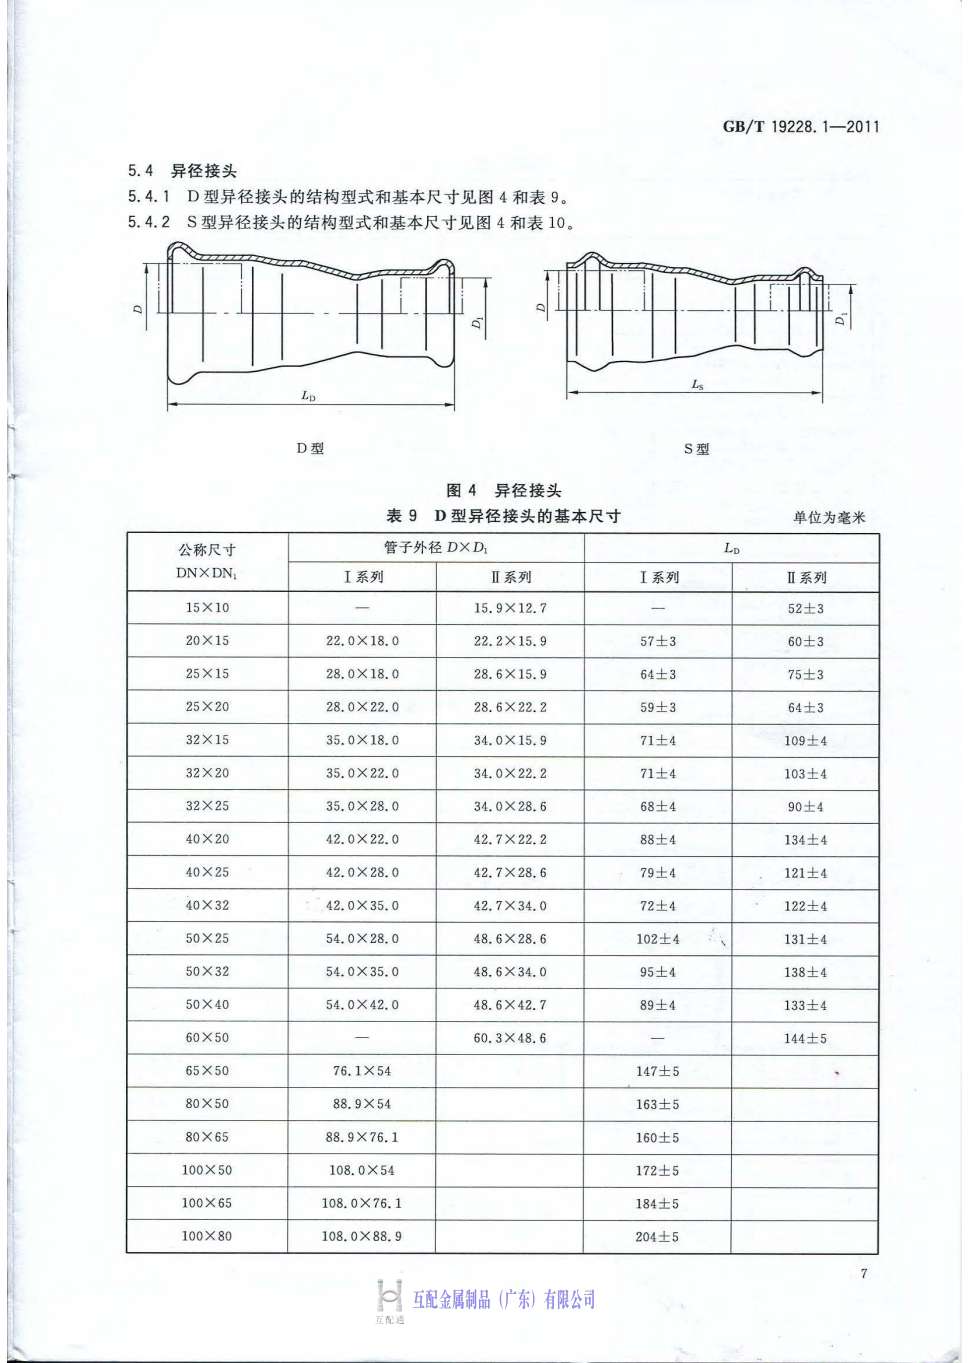 GB/T 19228.1—2011
5.4 异径接头
5.4.1 D型异径接头的结构型式和基本尺寸见图4和表9。
5.4.2 S型异径接头的结构型式和基本尺寸见图4和表10。
D D₁ D D₁
L_D L_S
D型 S型
图4 异径接头
表9 D型异径接头的基本尺寸 单位为毫米
公称尺寸 DN×DN₁ 管子外径 D×D₁ L_D
Ⅰ系列 Ⅱ系列 Ⅰ系列 Ⅱ系列
15×10 — 15.9×12.7 — 52±3
20×15 22.0×18.0 22.2×15.9 57±3 60±3
25×15 28.0×18.0 28.6×15.9 64±3 75±3
25×20 28.0×22.0 28.6×22.2 59±3 64±3
32×15 35.0×18.0 34.0×15.9 71±4 109±4
32×20 35.0×22.0 34.0×22.2 71±4 103±4
32×25 35.0×28.0 34.0×28.6 68±4 90±4
40×20 42.0×22.0 42.7×22.2 88±4 134±4
40×25 42.0×28.0 42.7×28.6 79±4 121±4
40×32 42.0×35.0 42.7×34.0 72±4 122±4
50×25 54.0×28.0 48.6×28.6 102±4 131±4
50×32 54.0×35.0 48.6×34.0 95±4 138±4
50×40 54.0×42.0 48.6×42.7 89±4 133±4
60×50 — 60.3×48.6 — 144±5
65×50 76.1×54 147±5
80×50 88.9×54 163±5
80×65 88.9×76.1 160±5
100×50 108.0×54 172±5
100×65 108.0×76.1 184±5
100×80 108.0×88.9 204±5
7
互配金属制品（广东）有限公司
互配通